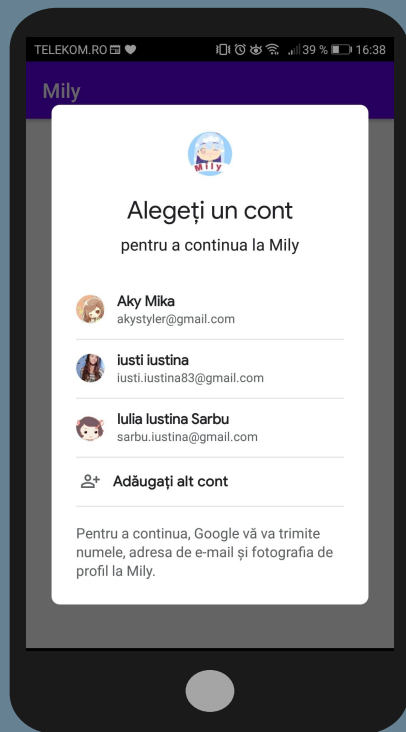 TELEKOM.RO 39 % 16:38
Mily
MILY
Alegeți un cont
pentru a continua la Mily
Aky Mika
akystyler@gmail.com
iusti iustina
iusti.iustina83@gmail.com
Iulia Iustina Sarbu
sarbu.iustina@gmail.com
Adăugați alt cont
Pentru a continua, Google vă va trimite
numele, adresa de e-mail și fotografia de
profil la Mily.